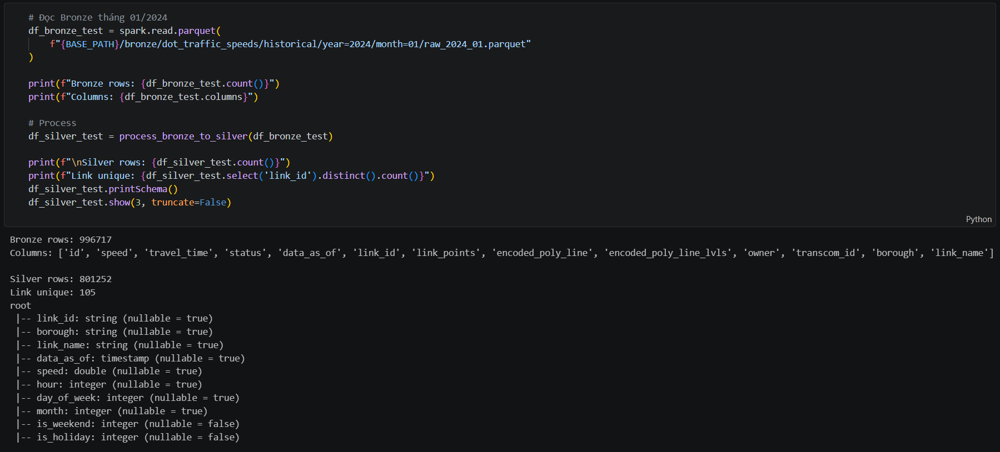 # Đọc Bronze tháng 01/2024
df_bronze_test = spark.read.parquet(
    f"{BASE_PATH}/bronze/dot_traffic_speeds/historical/year=2024/month=01/raw_2024_01.parquet"
)
print(f"Bronze rows: {df_bronze_test.count()}")
print(f"Columns: {df_bronze_test.columns}")
# Process
df_silver_test = process_bronze_to_silver(df_bronze_test)
print(f"\nSilver rows: {df_silver_test.count()}")
print(f"Link unique: {df_silver_test.select('link_id').distinct().count()}")
df_silver_test.printSchema()
df_silver_test.show(3, truncate=False)
Python
Bronze rows: 996717
Columns: ['id', 'speed', 'travel_time', 'status', 'data_as_of', 'link_id', 'link_points', 'encoded_poly_line', 'encoded_poly_line_lvls', 'owner', 'transcom_id', 'borough', 'link_name']
Silver rows: 801252
Link unique: 105
root
 |-- link_id: string (nullable = true)
 |-- borough: string (nullable = true)
 |-- link_name: string (nullable = true)
 |-- data_as_of: timestamp (nullable = true)
 |-- speed: double (nullable = true)
 |-- hour: integer (nullable = true)
 |-- day_of_week: integer (nullable = true)
 |-- month: integer (nullable = true)
 |-- is_weekend: integer (nullable = false)
 |-- is_holiday: integer (nullable = false)